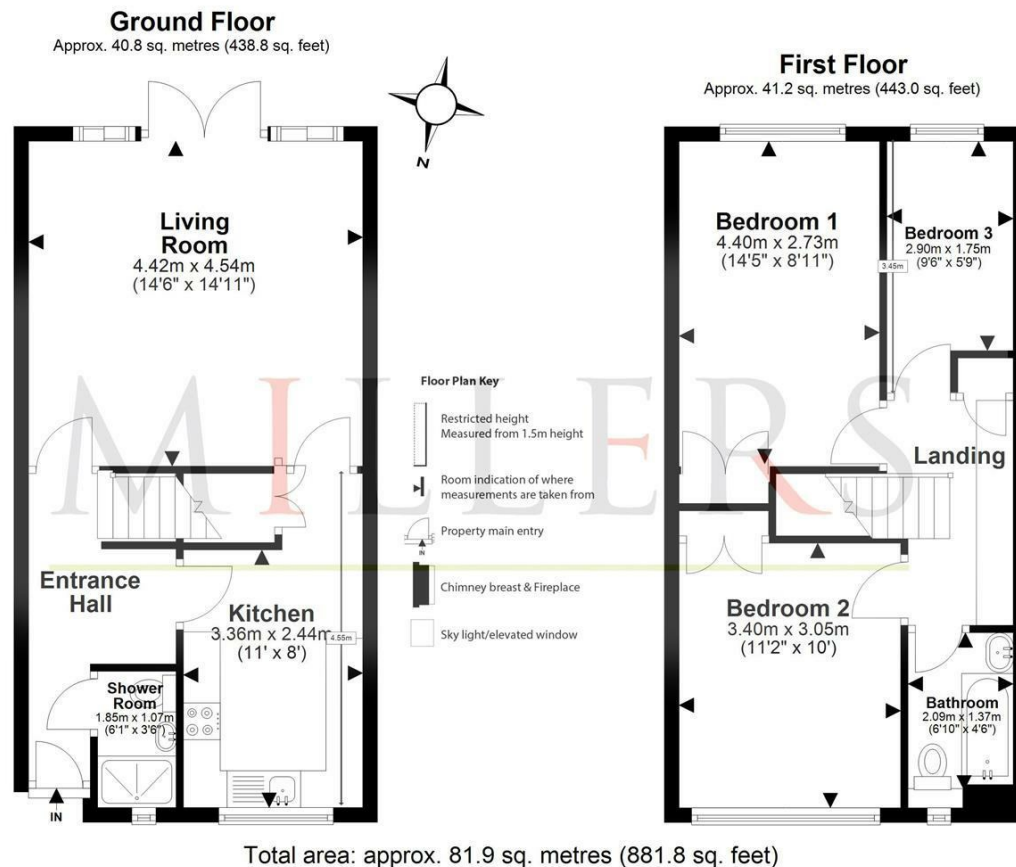 Ground Floor
Approx. 40.8 sq. metres (438.8 sq. feet)
First Floor
Approx. 41.2 sq. metres (443.0 sq. feet)
N
Living
Room
4.42m x 4.54m
(14'6" x 14'11")
Bedroom 1
4.40m x 2.73m
(14'5" x 8'11")
Bedroom 3
2.90m x 1.75m
(9'6" x 5'9")
3.45m
MILLERS
Floor Plan Key
Restricted height
Measured from 1.5m height
Room indication of where
measurements are taken from
Property main entry
IN
Chimney breast & Fireplace
Sky light/elevated window
Landing
Entrance
Hall
Kitchen
3.36m x 2.44m
(11' x 8')
4.55m
Bedroom 2
3.40m x 3.05m
(11'2" x 10')
Shower
Room
1.85m x 1.07m
(6'1" x 3'6")
Bathroom
2.09m x 1.37m
(6'10" x 4'6")
IN
Total area: approx. 81.9 sq. metres (881.8 sq. feet)